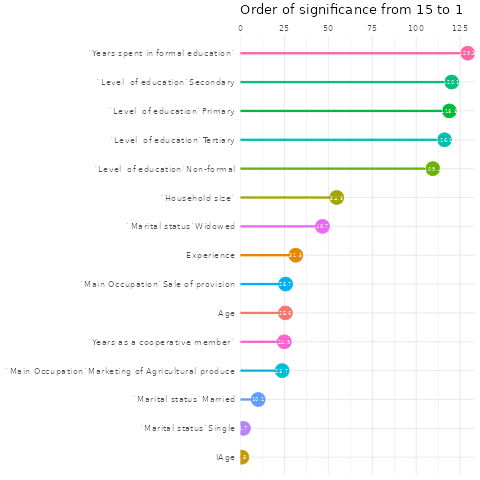 Order of significance from 15 to 1
0 25 50 75 100 125
`Years spent in formal education`
`Level of education`Secondary
`Level of education`Primary
`Level of education`Tertiary
`Level of education`Non-formal
`Household size`
`Marital status`Widowed
Experience
`Main Occupation`Sale of provision
Age
`Years as a cooperative member`
`Main Occupation`Marketing of Agricultural produce
`Marital status`Married
10.1
`Marital status`Single
IAge